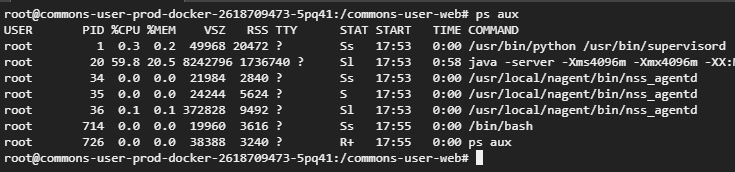 root@commons-user-prod-docker-2618709473-5pq41:/commons-user-web# ps aux
USER PID %CPU %MEM VSZ RSS TTY STAT START TIME COMMAND
root 1 0.3 0.2 49968 20472 ? Ss 17:53 0:00 /usr/bin/python /usr/bin/supervisord
root 20 59.8 20.5 8242796 1736740 ? Sl 17:53 0:58 java -server -Xms4096m -Xmx4096m -XX:M
root 34 0.0 0.0 21984 2840 ? Ss 17:53 0:00 /usr/local/nagent/bin/nss_agentd
root 35 0.0 0.0 24244 5624 ? S 17:53 0:00 /usr/local/nagent/bin/nss_agentd
root 36 0.1 0.1 372828 9492 ? Sl 17:53 0:00 /usr/local/nagent/bin/nss_agentd
root 714 0.0 0.0 19960 3616 ? Ss 17:55 0:00 /bin/bash
root 726 0.0 0.0 38388 3240 ? R+ 17:55 0:00 ps aux
root@commons-user-prod-docker-2618709473-5pq41:/commons-user-web#